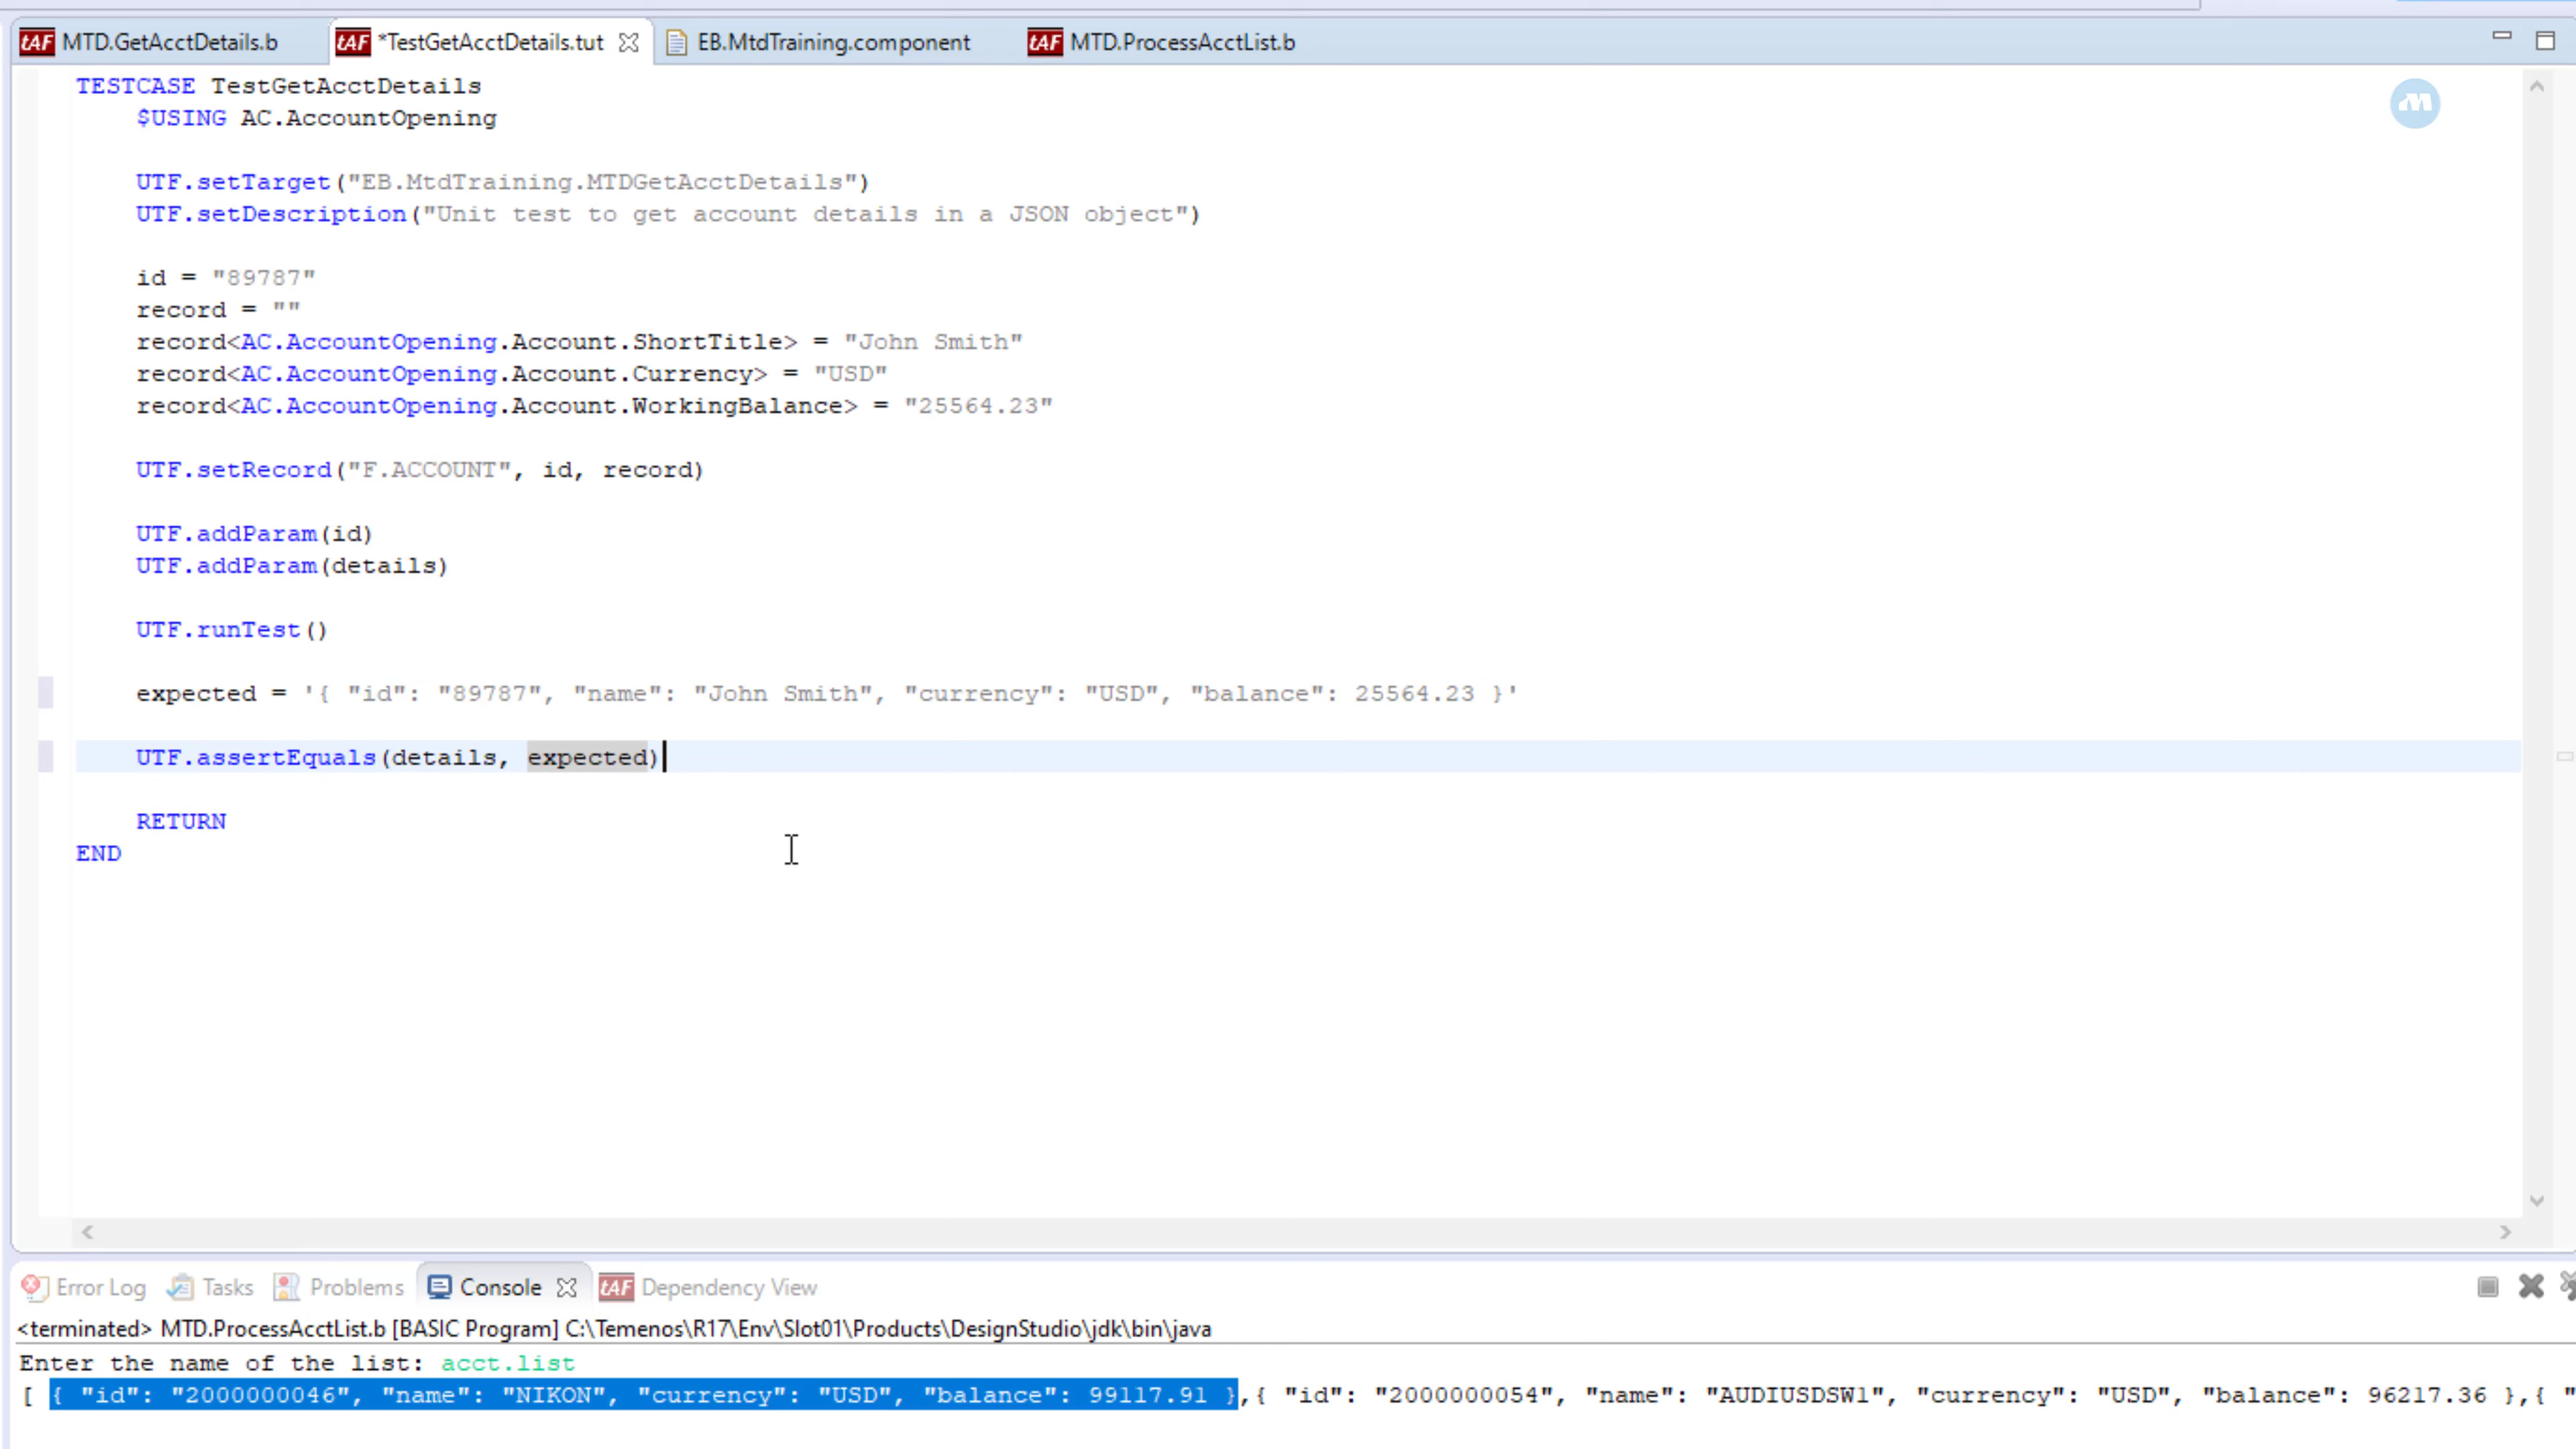 tAF MTD.GetAcctDetails.b tAF *TestGetAcctDetails.tut EB.MtdTraining.component tAF MTD.ProcessAcctList.b
TESTCASE TestGetAcctDetails
$USING AC.AccountOpening
UTF.setTarget("EB.MtdTraining.MTDGetAcctDetails")
UTF.setDescription("Unit test to get account details in a JSON object")
id = "89787"
record = ""
record<AC.AccountOpening.Account.ShortTitle> = "John Smith"
record<AC.AccountOpening.Account.Currency> = "USD"
record<AC.AccountOpening.Account.WorkingBalance> = "25564.23"
UTF.setRecord("F.ACCOUNT", id, record)
UTF.addParam(id)
UTF.addParam(details)
UTF.runTest()
expected = '{ "id": "89787", "name": "John Smith", "currency": "USD", "balance": 25564.23 }'
UTF.assertEquals(details, expected)
RETURN
END
Error Log Tasks Problems Console tAF Dependency View
<terminated> MTD.ProcessAcctList.b [BASIC Program] C:\Temenos\R17\Env\Slot01\Products\DesignStudio\jdk\bin\java
Enter the name of the list: acct.list
[ { "id": "2000000046", "name": "NIKON", "currency": "USD", "balance": 99117.91 },{ "id": "2000000054", "name": "AUDIUSDSW1", "currency": "USD", "balance": 96217.36 },{ "